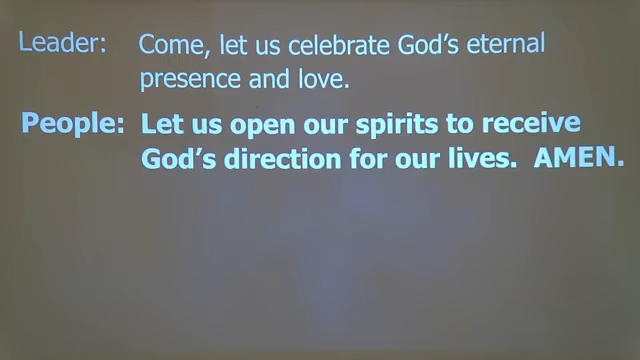 Leader: Come, let us celebrate God's eternal
presence and love.
People: Let us open our spirits to receive
God's direction for our lives. AMEN.